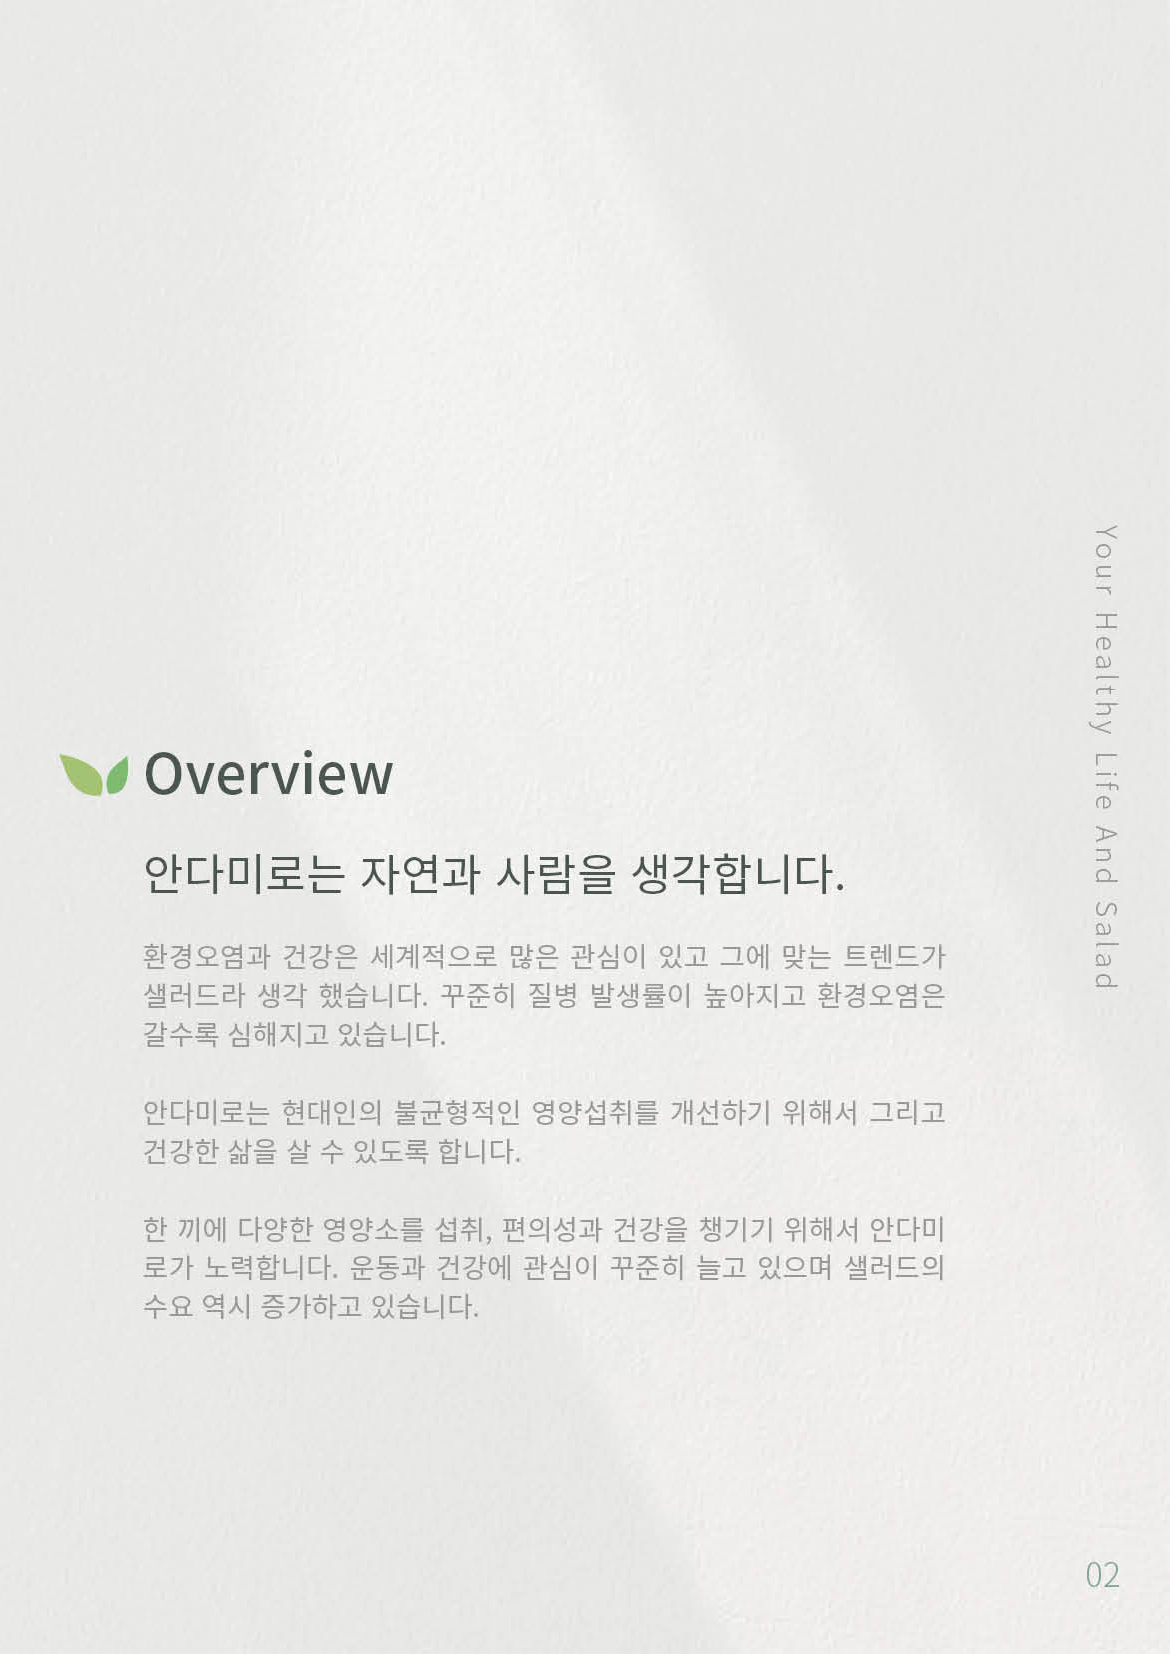 Overview
안다미로는 자연과 사람을 생각합니다.
환경오염과 건강은 세계적으로 많은 관심이 있고 그에 맞는 트렌드가
샐러드라 생각 했습니다. 꾸준히 질병 발생률이 높아지고 환경오염은
갈수록 심해지고 있습니다.
안다미로는 현대인의 불균형적인 영양섭취를 개선하기 위해서 그리고
건강한 삶을 살 수 있도록 합니다.
한 끼에 다양한 영양소를 섭취, 편의성과 건강을 챙기기 위해서 안다미
로가 노력합니다. 운동과 건강에 관심이 꾸준히 늘고 있으며 샐러드의
수요 역시 증가하고 있습니다.
Your Healthy Life And Salad
02